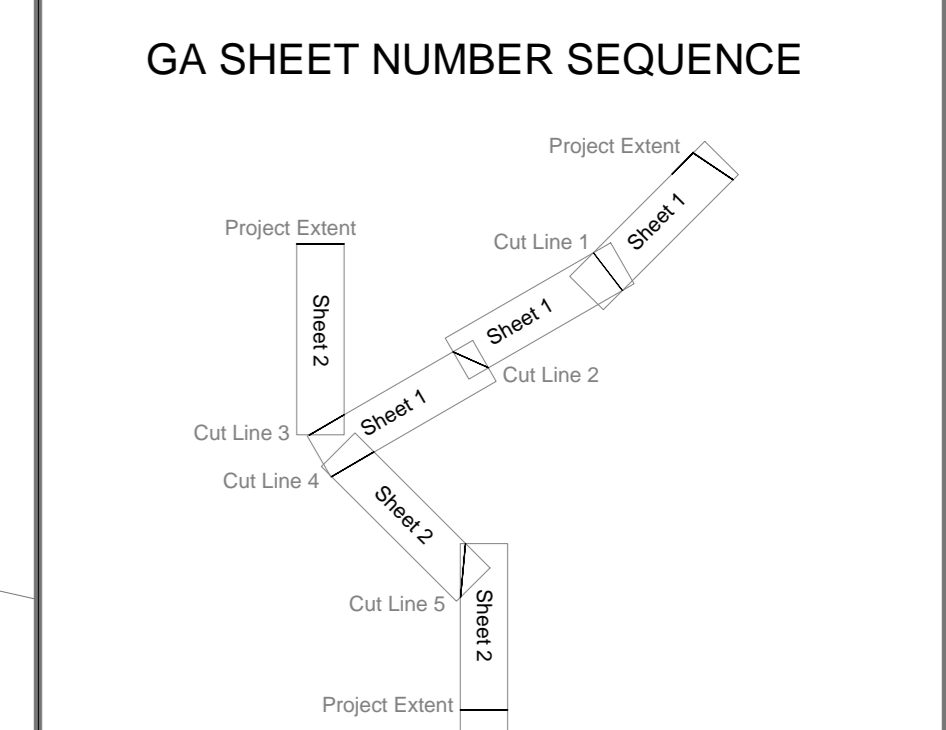 GA SHEET NUMBER SEQUENCE
Project Extent
Sheet 1
Project Extent
Cut Line 1
Sheet 2
Sheet 1
Cut Line 2
Sheet 1
Cut Line 3
Cut Line 4
Sheet 2
Cut Line 5
Sheet 2
Project Extent